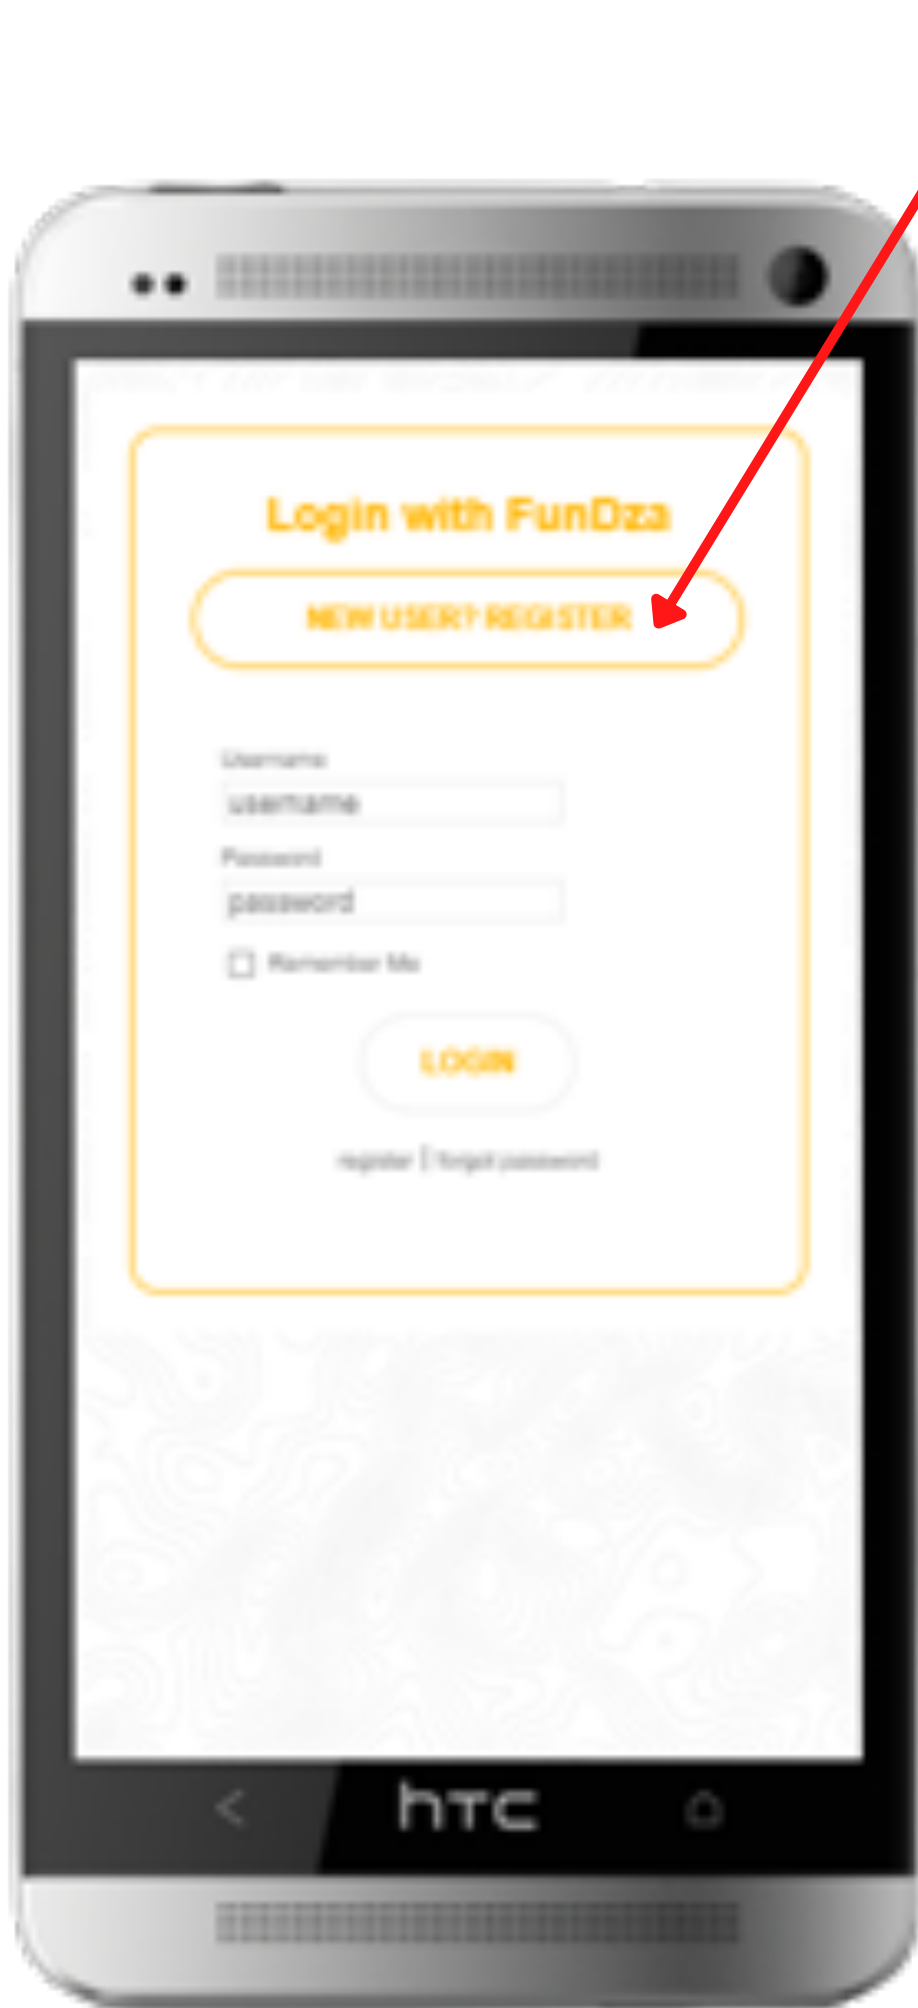 Login with FunDza
NEW USER? REGISTER
Username
username
Password
password
Remember Me
LOGIN
register | forgot password
hTC